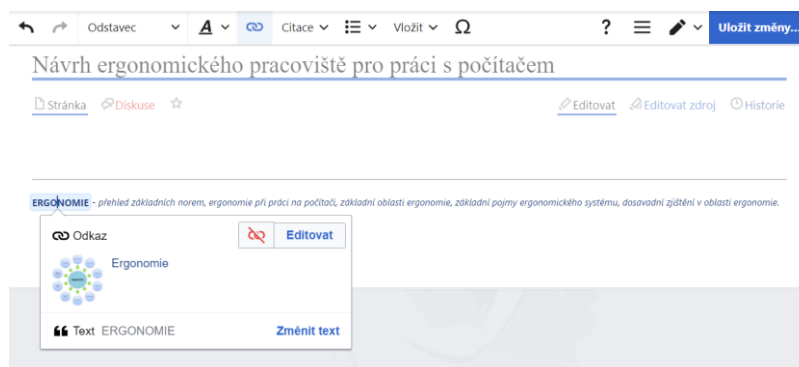 Odstavec A Citace Vložit Ω ? Uložit změny...
Návrh ergonomického pracoviště pro práci s počítačem
Stránka Diskuse Editovat Editovat zdroj Historie
ERGONOMIE - přehled základních norem, ergonomie při práci na počítači, základní oblasti ergonomie, základní pojmy ergonomického systému, dosavadní zjištění v oblasti ergonomie.
Odkaz Editovat
Ergonomie
Text ERGONOMIE Změnit text